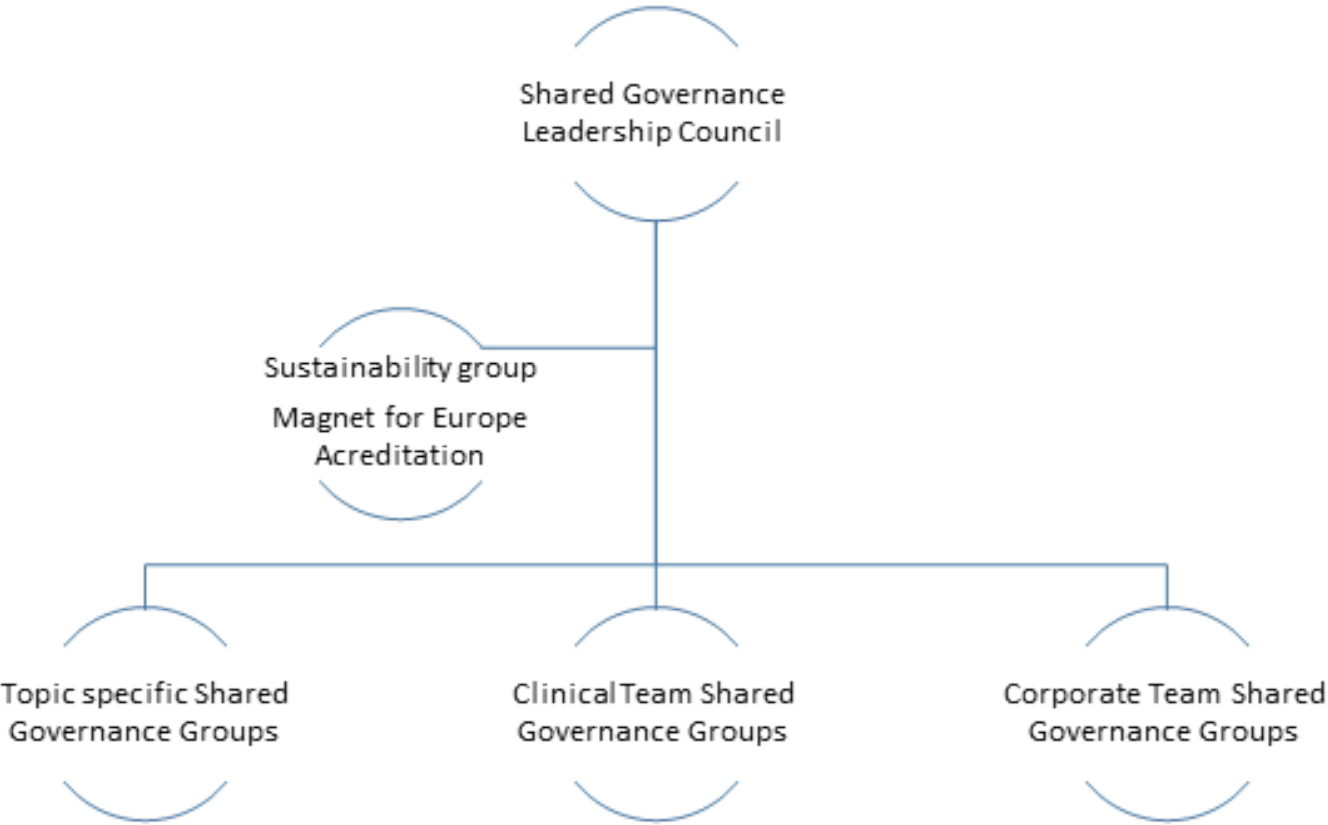 Shared Governance
Leadership Council
Sustainability group
Magnet for Europe
Acreditation
Topic specific Shared
Governance Groups
Clinical Team Shared
Governance Groups
Corporate Team Shared
Governance Groups